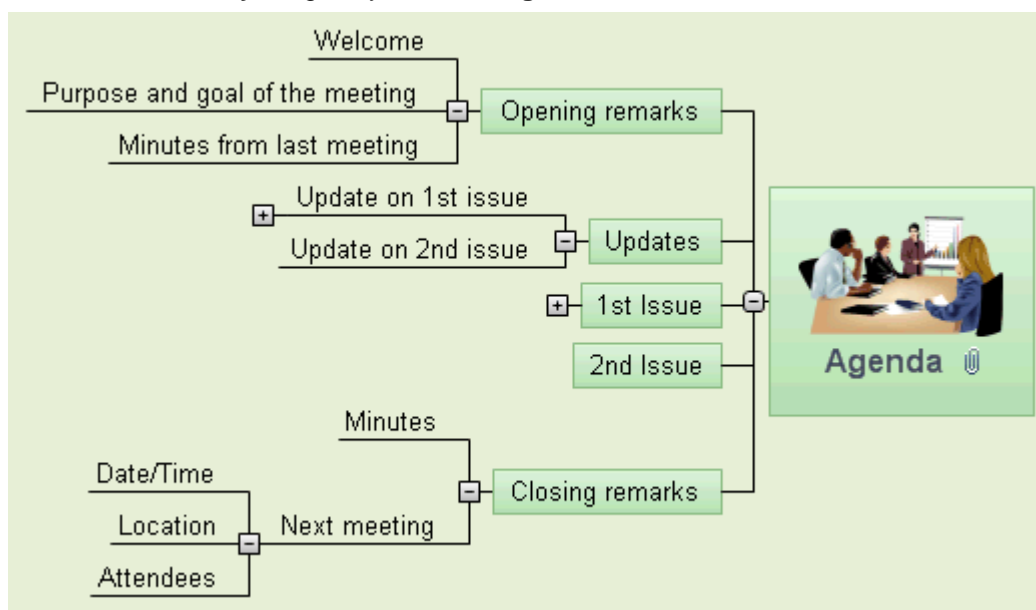 Welcome
Purpose and goal of the meeting
Opening remarks
Minutes from last meeting
Update on 1st issue
Updates
Update on 2nd issue
1st Issue
2nd Issue
Agenda
Minutes
Date/Time
Closing remarks
Location
Next meeting
Attendees